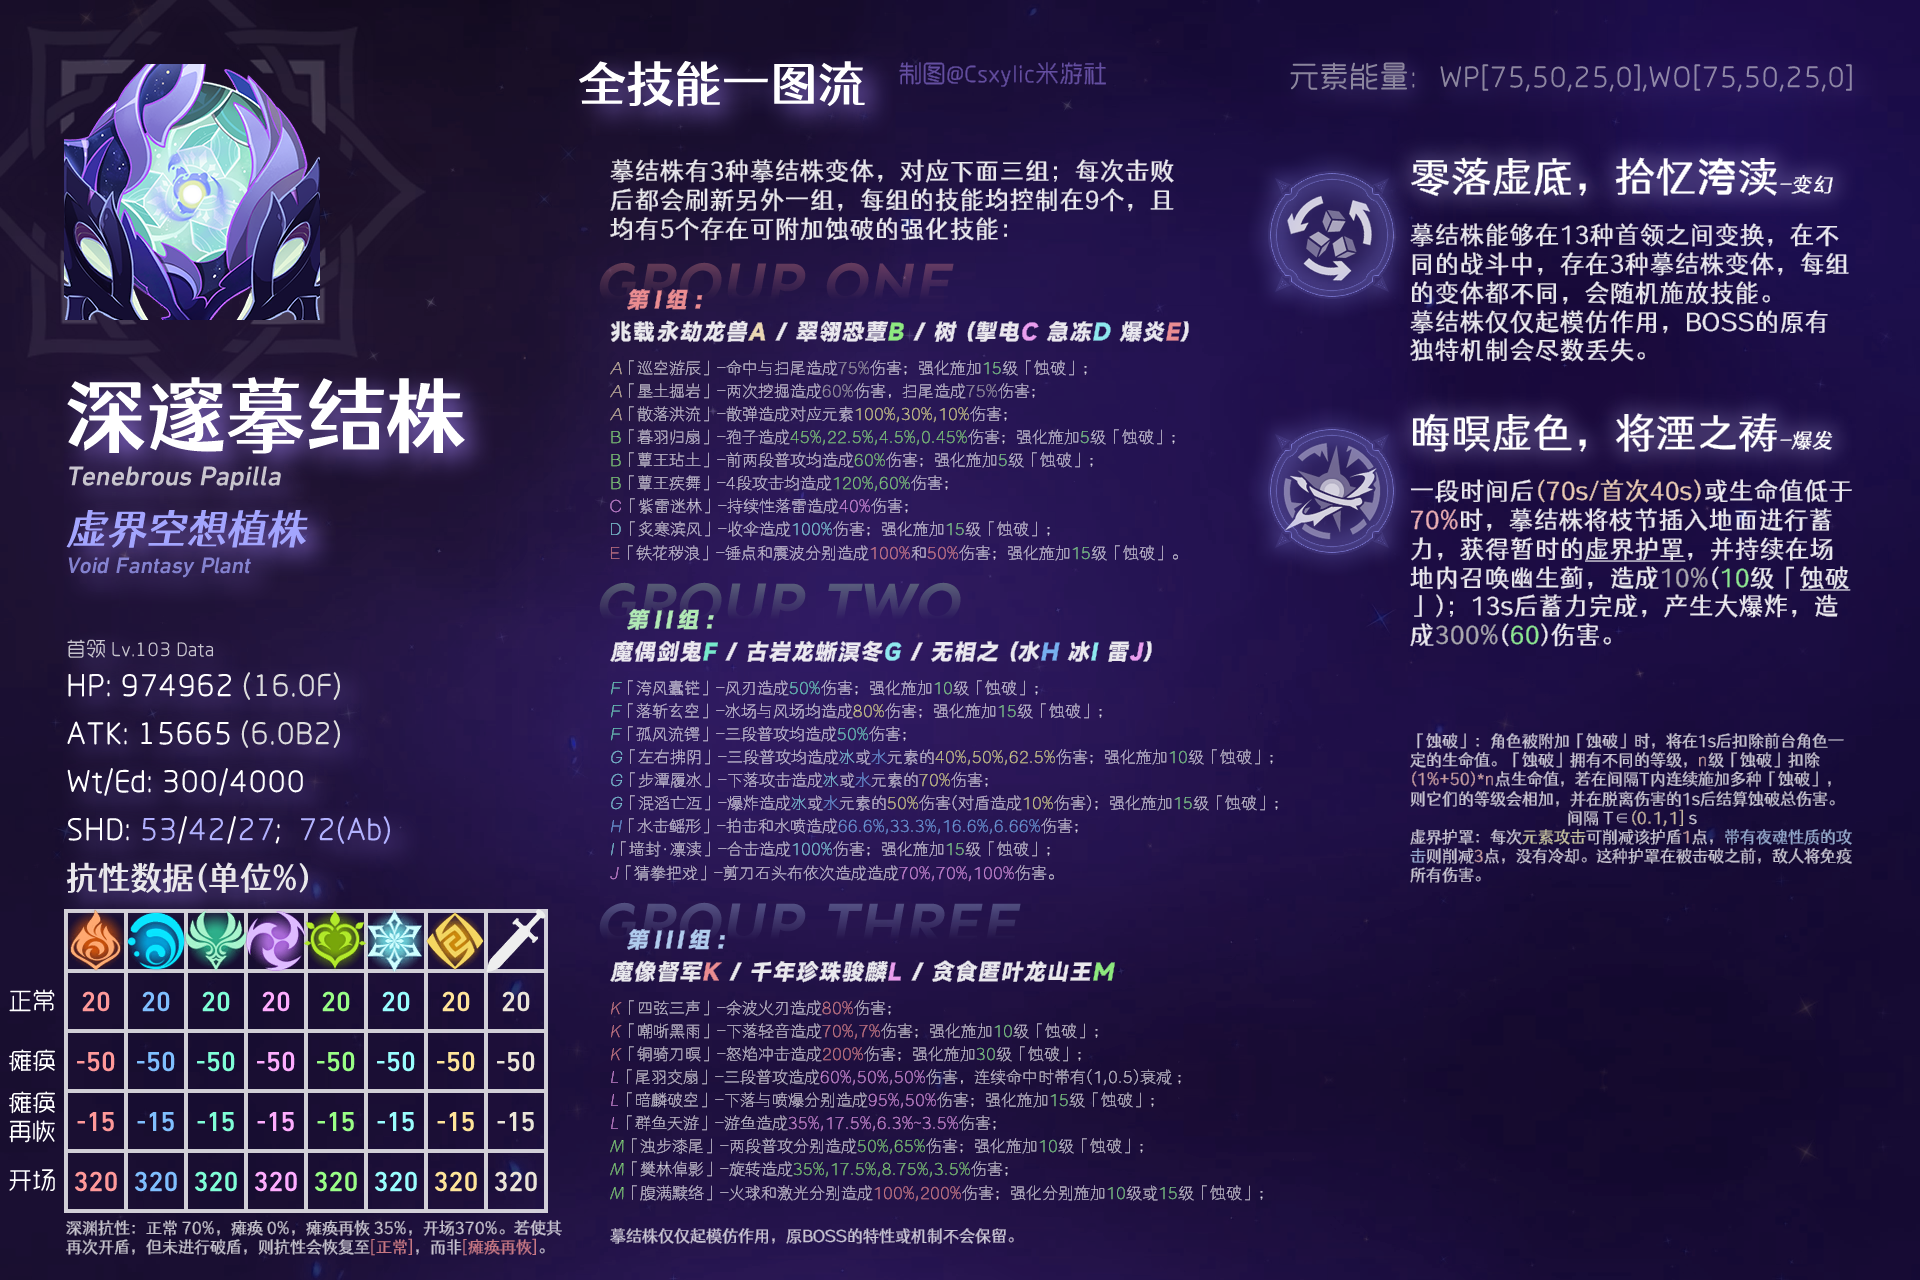 全技能一图流
制图@Csxylic米游社
元素能量： WP[75,50,25,0],WO[75,50,25,0]
深邃摹结株
Tenebrous Papilla
虚界空想植株
Void Fantasy Plant
首领 Lv.103 Data
HP: 974962 (16.0F)
ATK: 15665 (6.0B2)
Wt/Ed: 300/4000
SHD: 53/42/27; 72(Ab)
抗性数据(单位%)
正常 20 20 20 20 20 20 20 20
瘫痪 -50 -50 -50 -50 -50 -50 -50 -50
瘫痪再恢 -15 -15 -15 -15 -15 -15 -15 -15
开场 320 320 320 320 320 320 320 320
深渊抗性：正常 70%，瘫痪 0%，瘫痪再恢 35%，开场370%。若使其
再次开盾，但未进行破盾，则抗性会恢复至[正常]，而非[瘫痪再恢]。
摹结株有3种摹结株变体，对应下面三组；每次击败
后都会刷新另外一组，每组的技能均控制在9个，且
均有5个存在可附加蚀破的强化技能：
GROUP ONE
第I组：
兆载永劫龙兽A / 翠翎恐蕈B / 树 (掣电C 急冻D 爆炎E)
A「巡空游辰」-命中与扫尾造成75%伤害；强化施加15级「蚀破」；
A「垦土掘岩」-两次挖掘造成60%伤害，扫尾造成75%伤害；
A「散落洪流」-散弹造成对应元素100%,30%,10%伤害；
B「暮羽归扇」-孢子造成45%,22.5%,4.5%,0.45%伤害；强化施加5级「蚀破」；
B「蕈王玷土」-前两段普攻均造成60%伤害；强化施加5级「蚀破」；
B「蕈王疾舞」-4段攻击均造成120%,60%伤害；
C「紫雷迷林」-持续性落雷造成40%伤害；
D「炙寒滨风」-收伞造成100%伤害；强化施加15级「蚀破」；
E「铁花秽浪」-锤点和震波分别造成100%和50%伤害；强化施加15级「蚀破」。
GROUP TWO
第II组：
魔偶剑鬼F / 古岩龙蜥溟冬G / 无相之 (水H 冰I 雷J)
F「洿风蠹铓」-风刃造成50%伤害；强化施加10级「蚀破」；
F「落斩玄空」-冰场与风场均造成80%伤害；强化施加15级「蚀破」；
F「孤风流锷」-三段普攻均造成50%伤害；
G「左右拂阴」-三段普攻均造成冰或水元素的40%,50%,62.5%伤害；强化施加10级「蚀破」；
G「步潭履冰」-下落攻击造成冰或水元素的70%伤害；
G「泯滔亡冱」-爆炸造成冰或水元素的50%伤害(对盾造成10%伤害)；强化施加15级「蚀破」；
H「水击鳐形」-拍击和水喷造成66.6%,33.3%,16.6%,6.66%伤害；
I「墙封·凛渎」-合击造成100%伤害；强化施加15级「蚀破」；
J「猜拳把戏」-剪刀石头布依次造成造成70%,70%,100%伤害。
GROUP THREE
第III组：
魔像督军K / 千年珍珠骏麟L / 贪食匿叶龙山王M
K「四弦三声」-余波火刃造成80%伤害；
K「嘲哳黑雨」-下落轻音造成70%,7%伤害；强化施加10级「蚀破」；
K「铜骑刀暝」-怒焰冲击造成200%伤害；强化施加30级「蚀破」；
L「尾羽交扇」-三段普攻造成60%,50%,50%伤害，连续命中时带有(1,0.5)衰减；
L「暗麟破空」-下落与喷爆分别造成95%,50%伤害；强化施加15级「蚀破」；
L「群鱼天游」-游鱼造成35%,17.5%,6.3%~3.5%伤害；
M「浊步漆尾」-两段普攻分别造成50%,65%伤害；强化施加10级「蚀破」；
M「樊林倬影」-旋转造成35%,17.5%,8.75%,3.5%伤害；
M「腹满黩络」-火球和激光分别造成100%,200%伤害；强化分别施加10级或15级「蚀破」；
摹结株仅仅起模仿作用，原BOSS的特性或机制不会保留。
零落虚底，拾忆洿渎-变幻
摹结株能够在13种首领之间变换，在不
同的战斗中，存在3种摹结株变体，每组
的变体都不同，会随机施放技能。
摹结株仅仅起模仿作用，BOSS的原有
独特机制会尽数丢失。
晦暝虚色，将湮之祷-爆发
一段时间后(70s/首次40s)或生命值低于
70%时，摹结株将枝节插入地面进行蓄
力，获得暂时的虚界护罩，并持续在场
地内召唤幽生蓟，造成10%(10级「蚀破
」)；13s后蓄力完成，产生大爆炸，造
成300%(60)伤害。
「蚀破」：角色被附加「蚀破」时，将在1s后扣除前台角色一
定的生命值。「蚀破」拥有不同的等级，n级「蚀破」扣除
(1%+50)*n点生命值，若在间隔T内连续施加多种「蚀破」，
则它们的等级会相加，并在脱离伤害的1s后结算蚀破总伤害。
间隔 T∈(0.1,1] s
虚界护罩：每次元素攻击可削减该护盾1点，带有夜魂性质的攻
击则削减3点，没有冷却。这种护罩在被击破之前，敌人将免疫
所有伤害。